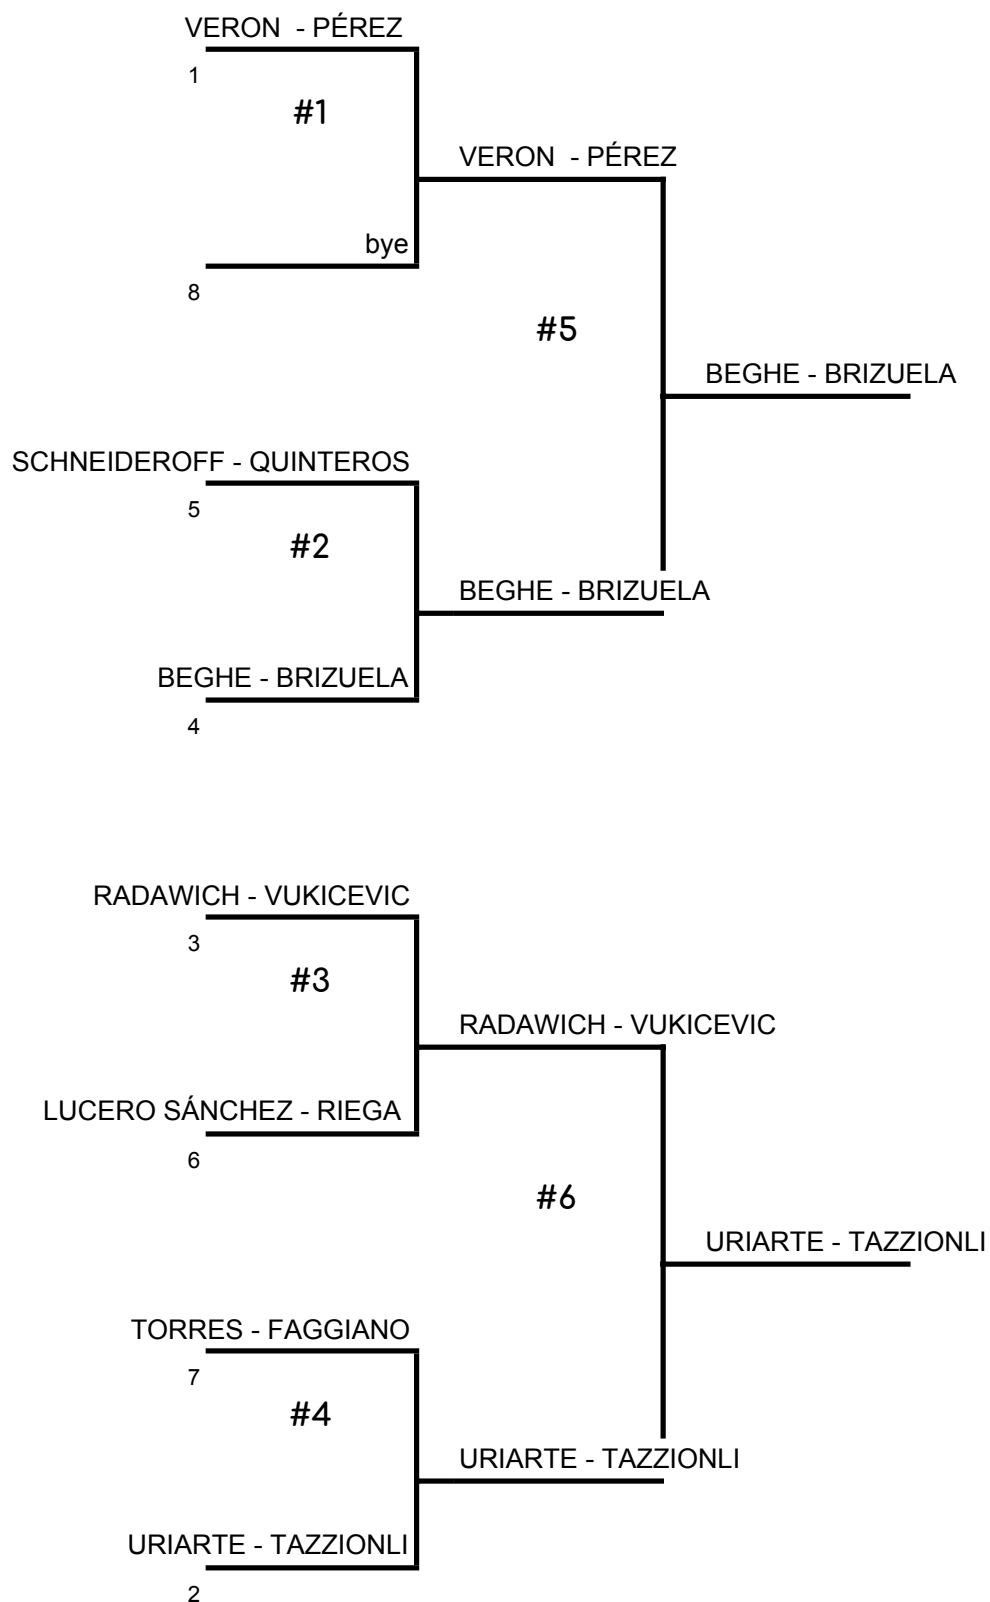 VERON - PÉREZ
1
#1
VERON - PÉREZ
bye
8
#5
BEGHE - BRIZUELA
SCHNEIDEROFF - QUINTEROS
5
#2
BEGHE - BRIZUELA
BEGHE - BRIZUELA
4
RADAWICH - VUKICEVIC
3
#3
RADAWICH - VUKICEVIC
LUCERO SÁNCHEZ - RIEGA
6
#6
URIARTE - TAZZIONLI
TORRES - FAGGIANO
7
#4
URIARTE - TAZZIONLI
URIARTE - TAZZIONLI
2